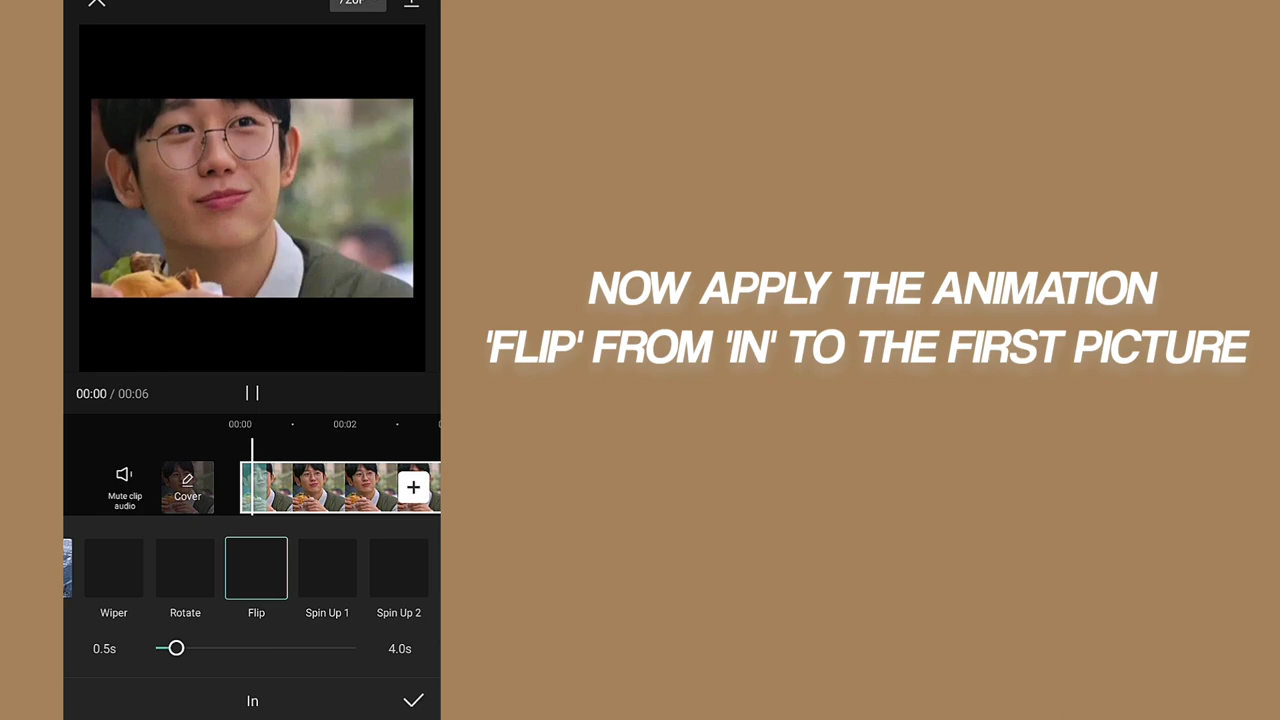 NOW APPLY THE ANIMATION
'FLIP' FROM 'IN' TO THE FIRST PICTURE
00:00 / 00:06
00:00
00:02
Mute clip
audio
Cover
Wiper
Rotate
Flip
Spin Up 1
Spin Up 2
0.5s
4.0s
In